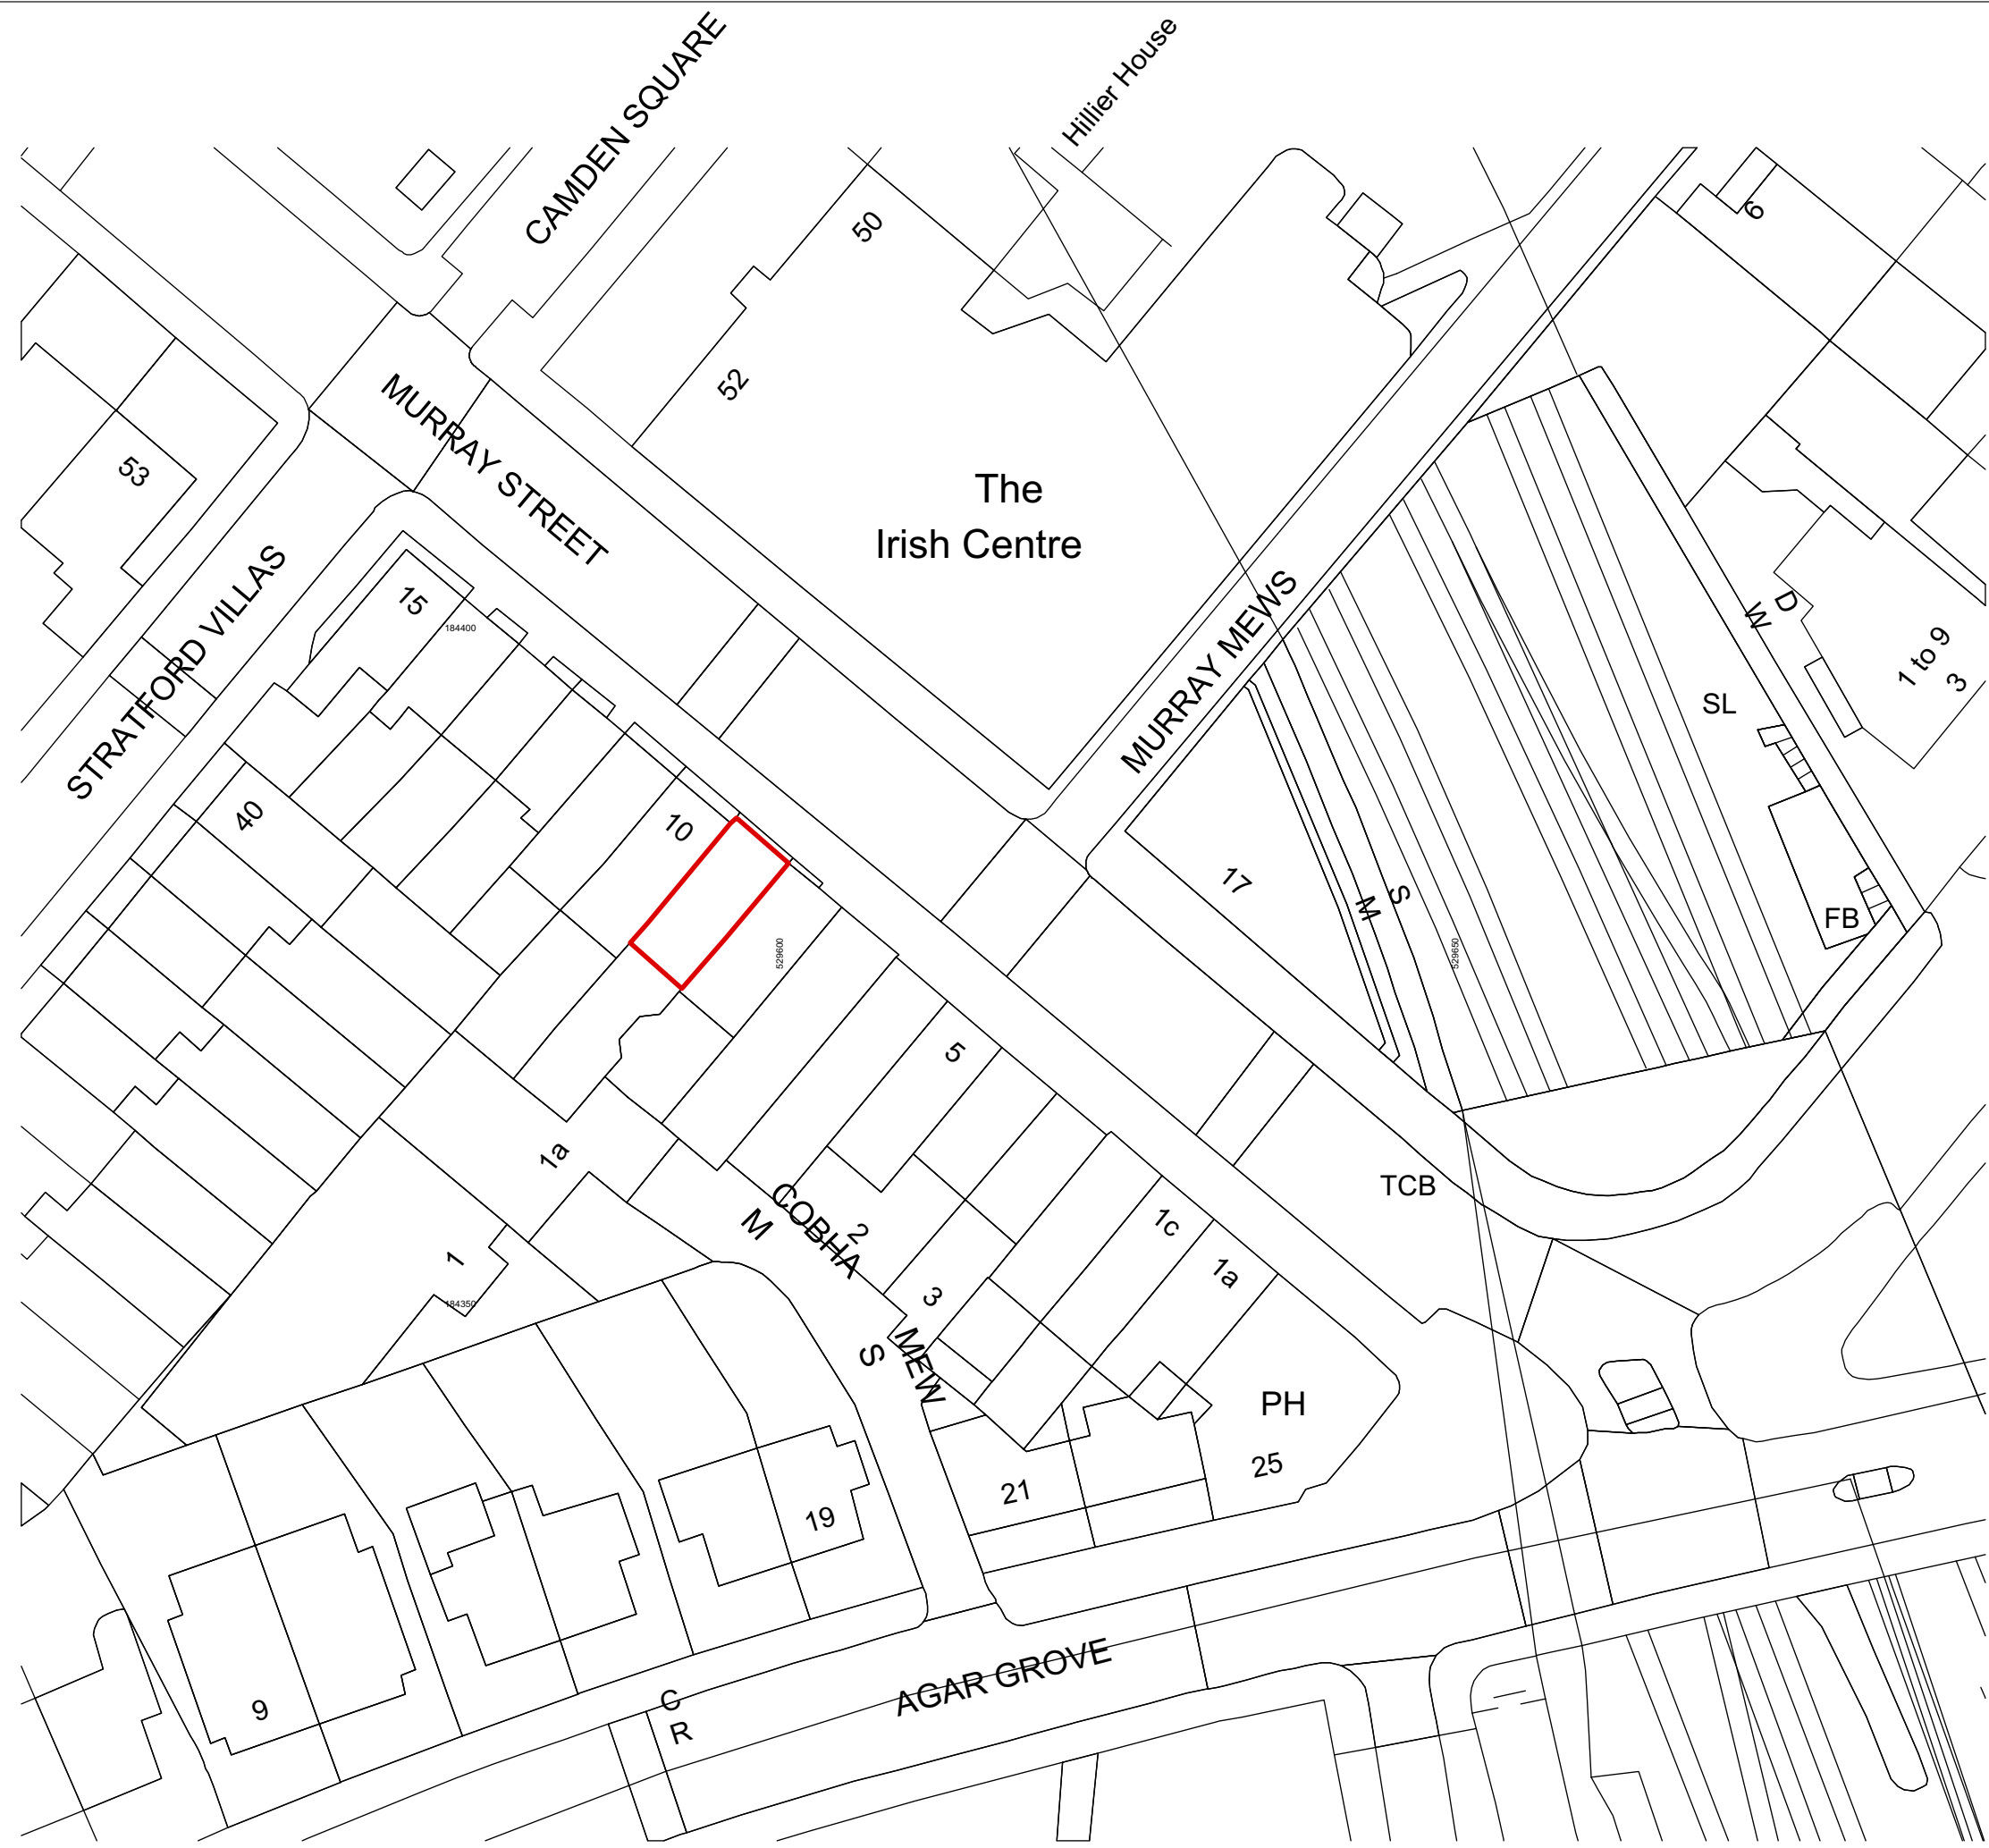 CAMDEN SQUARE
Hillier House
50
6
52
MURRAY STREET
53
The
Irish Centre
STRATFORD VILLAS
15
184400
MURRAY MEWS
D
W
1 to 9
3
SL
40
10
17
S
M
FB
529600
529650
5
1a
TCB
COBHA
M
2
1c
1a
1
184350
3
MEW
S
PH
25
21
19
9
C
R
AGAR GROVE